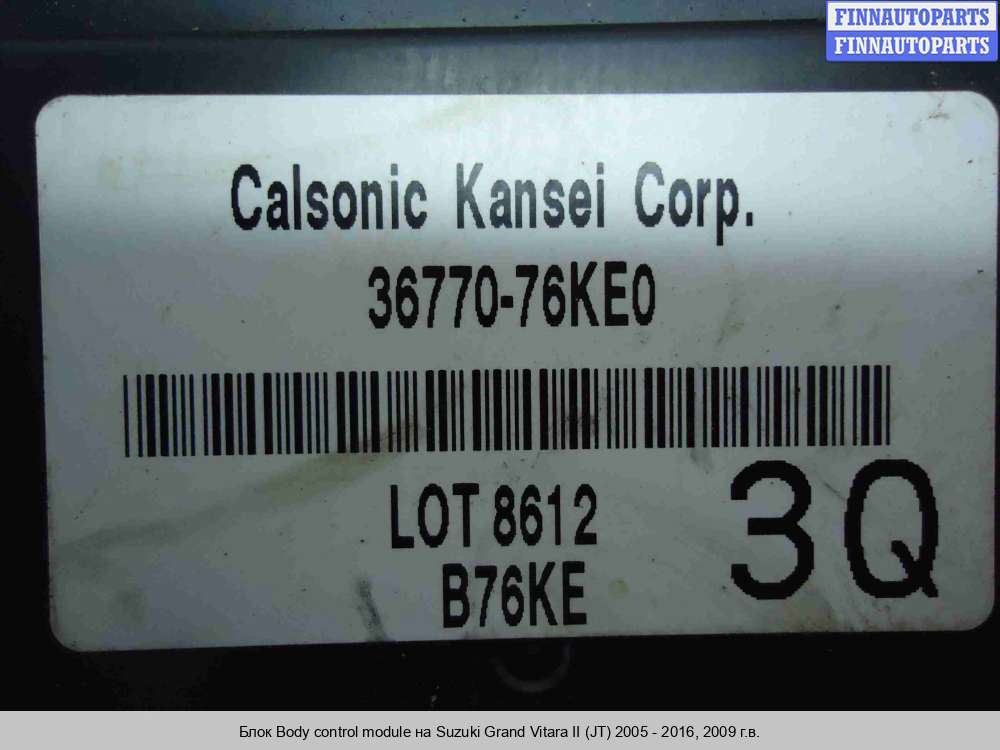 FINNAUTOPARTS
FINNAUTOPARTS
Calsonic Kansei Corp.
36770-76KE0
LOT 8612
3Q
B76KE
Блок Body control module на Suzuki Grand Vitara II (JT) 2005 - 2016, 2009 г.в.